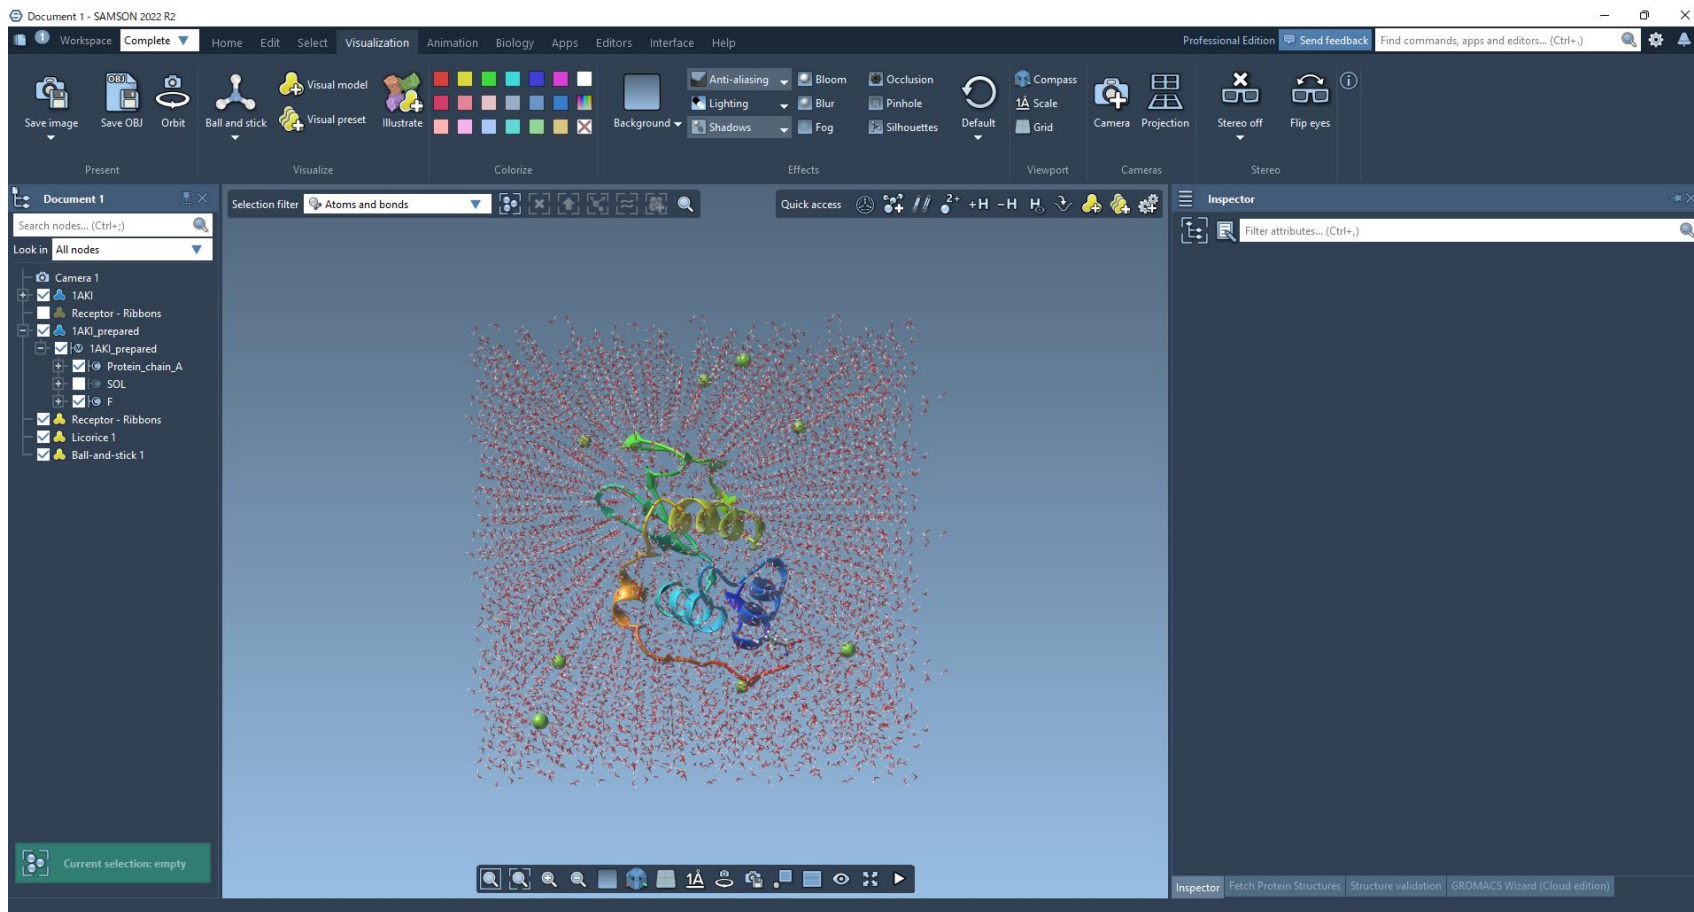 Document 1 - SAMSON 2022 R2
1 Workspace Complete Home Edit Select Visualization Animation Biology Apps Editors Interface Help Professional Edition Send feedback Find commands, apps and editors... (Ctrl+.)
Save image
OBJ
Save OBJ
Orbit
Present
Ball and stick
Visual model
Visual preset
Illustrate
Visualize
Colorize
Background
Anti-aliasing
Lighting
Shadows
Bloom
Blur
Fog
Occlusion
Pinhole
Silhouettes
Default
Effects
Compass
1Å Scale
Grid
Viewport
Camera
Projection
Cameras
Stereo off
Flip eyes
Stereo
Document 1
Search nodes... (Ctrl+;)
Look in All nodes
Camera 1
1AKI
Receptor - Ribbons
1AKI_prepared
1AKI_prepared
Protein_chain_A
SOL
F
Receptor - Ribbons
Licorice 1
Ball-and-stick 1
Current selection: empty
Selection filter Atoms and bonds
Quick access 2+ +H -H H
1Å
Inspector
Filter attributes... (Ctrl+,)
Inspector Fetch Protein Structures Structure validation GROMACS Wizard (Cloud edition)